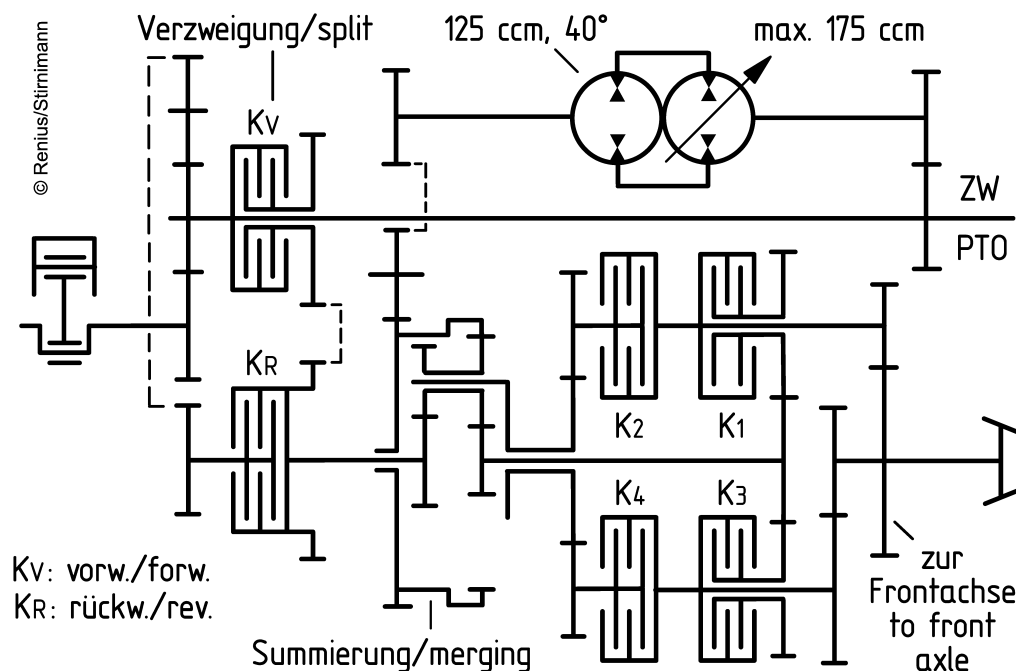 © Renius/Stirnimann
Verzweigung/split
125 ccm, 40°
max. 175 ccm
KV
ZW
PTO
KR
K2
K1
K4
K3
KV: vorw./forw.
KR: rückw./rev.
Summierung/merging
zur
Frontachse
to front
axle